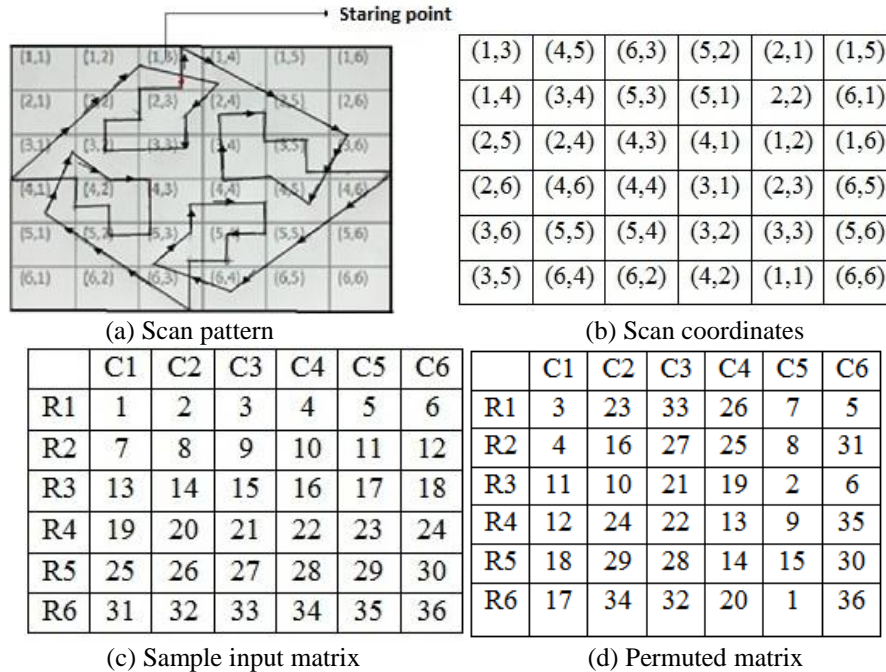 Staring point
(1,1) (1,2) (1,3) (1,4) (1,5) (1,6)
(2,1) (2,2) (2,3) (2,4) (2,5) (2,6)
(3,1) (3,2) (3,3) (3,4) (3,5) (3,6)
(4,1) (4,2) (4,3) (4,5) (4,6)
(5,1) (5,2) (5,3) (5,4) (5,5) (5,6)
(6,1) (6,2) (6,3) (6,4) (6,5) (6,6)
(a) Scan pattern
(1,3) (4,5) (6,3) (5,2) (2,1) (1,5)
(1,4) (3,4) (5,3) (5,1) 2,2) (6,1)
(2,5) (2,4) (4,3) (4,1) (1,2) (1,6)
(2,6) (4,6) (4,4) (3,1) (2,3) (6,5)
(3,6) (5,5) (5,4) (3,2) (3,3) (5,6)
(3,5) (6,4) (6,2) (4,2) (1,1) (6,6)
(b) Scan coordinates
C1 C2 C3 C4 C5 C6
R1 1 2 3 4 5 6
R2 7 8 9 10 11 12
R3 13 14 15 16 17 18
R4 19 20 21 22 23 24
R5 25 26 27 28 29 30
R6 31 32 33 34 35 36
(c) Sample input matrix
C1 C2 C3 C4 C5 C6
R1 3 23 33 26 7 5
R2 4 16 27 25 8 31
R3 11 10 21 19 2 6
R4 12 24 22 13 9 35
R5 18 29 28 14 15 30
R6 17 34 32 20 1 36
(d) Permuted matrix